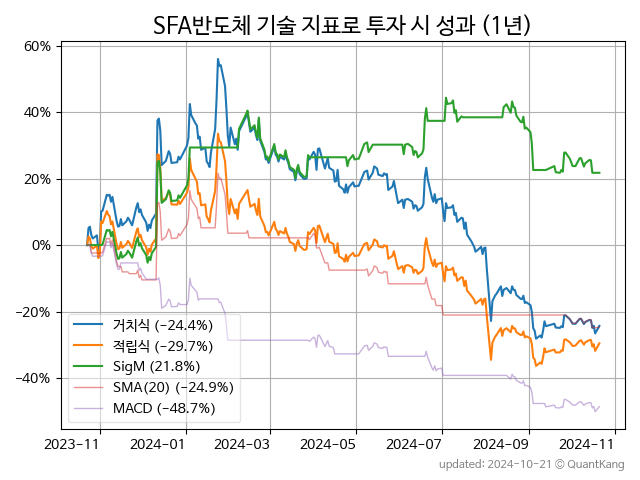 SFA반도체 기술 지표로 투자 시 성과 (1년)
60%
40%
20%
0%
−20%
−40%
거치식 (−24.4%)
적립식 (−29.7%)
SigM (21.8%)
SMA(20) (−24.9%)
MACD (−48.7%)
2023-11 2024-01 2024-03 2024-05 2024-07 2024-09 2024-11
updated: 2024-10-21 © QuantKang